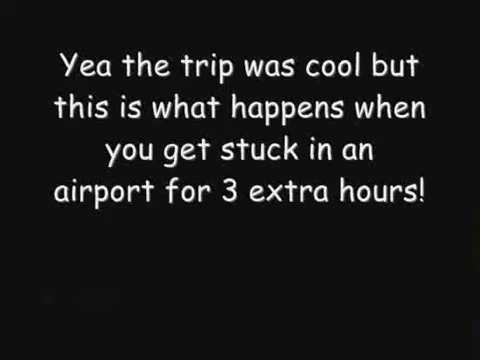 Yea the trip was cool but
this is what happens when
you get stuck in an
airport for 3 extra hours!